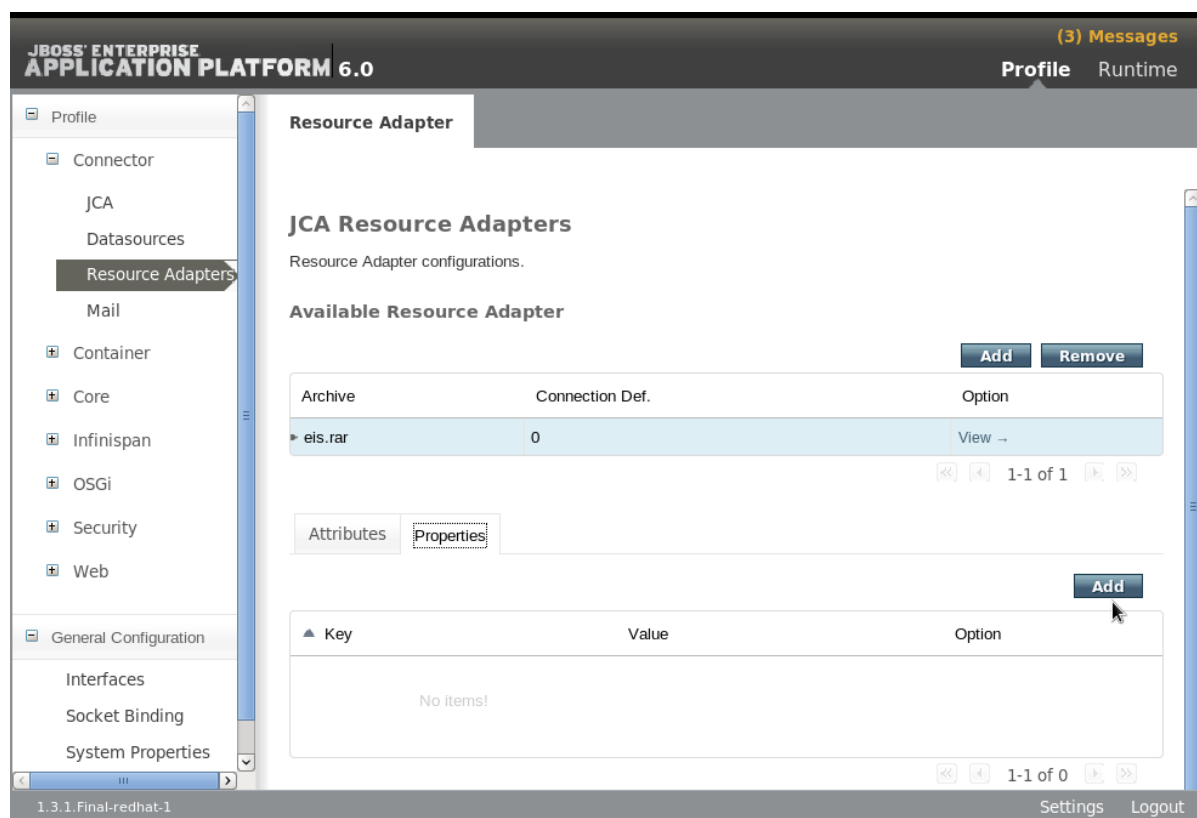 (3) Messages
JBOSS' ENTERPRISE
APPLICATION PLATFORM 6.0
Profile Runtime
Profile
Connector
JCA
Datasources
Resource Adapters
Mail
Container
Core
Infinispan
OSGi
Security
Web
General Configuration
Interfaces
Socket Binding
System Properties
Resource Adapter
JCA Resource Adapters
Resource Adapter configurations.
Available Resource Adapter
Add Remove
Archive Connection Def. Option
eis.rar 0 View →
1-1 of 1
Attributes Properties
Add
Key Value Option
No items!
1-1 of 0
1.3.1.Final-redhat-1
Settings Logout